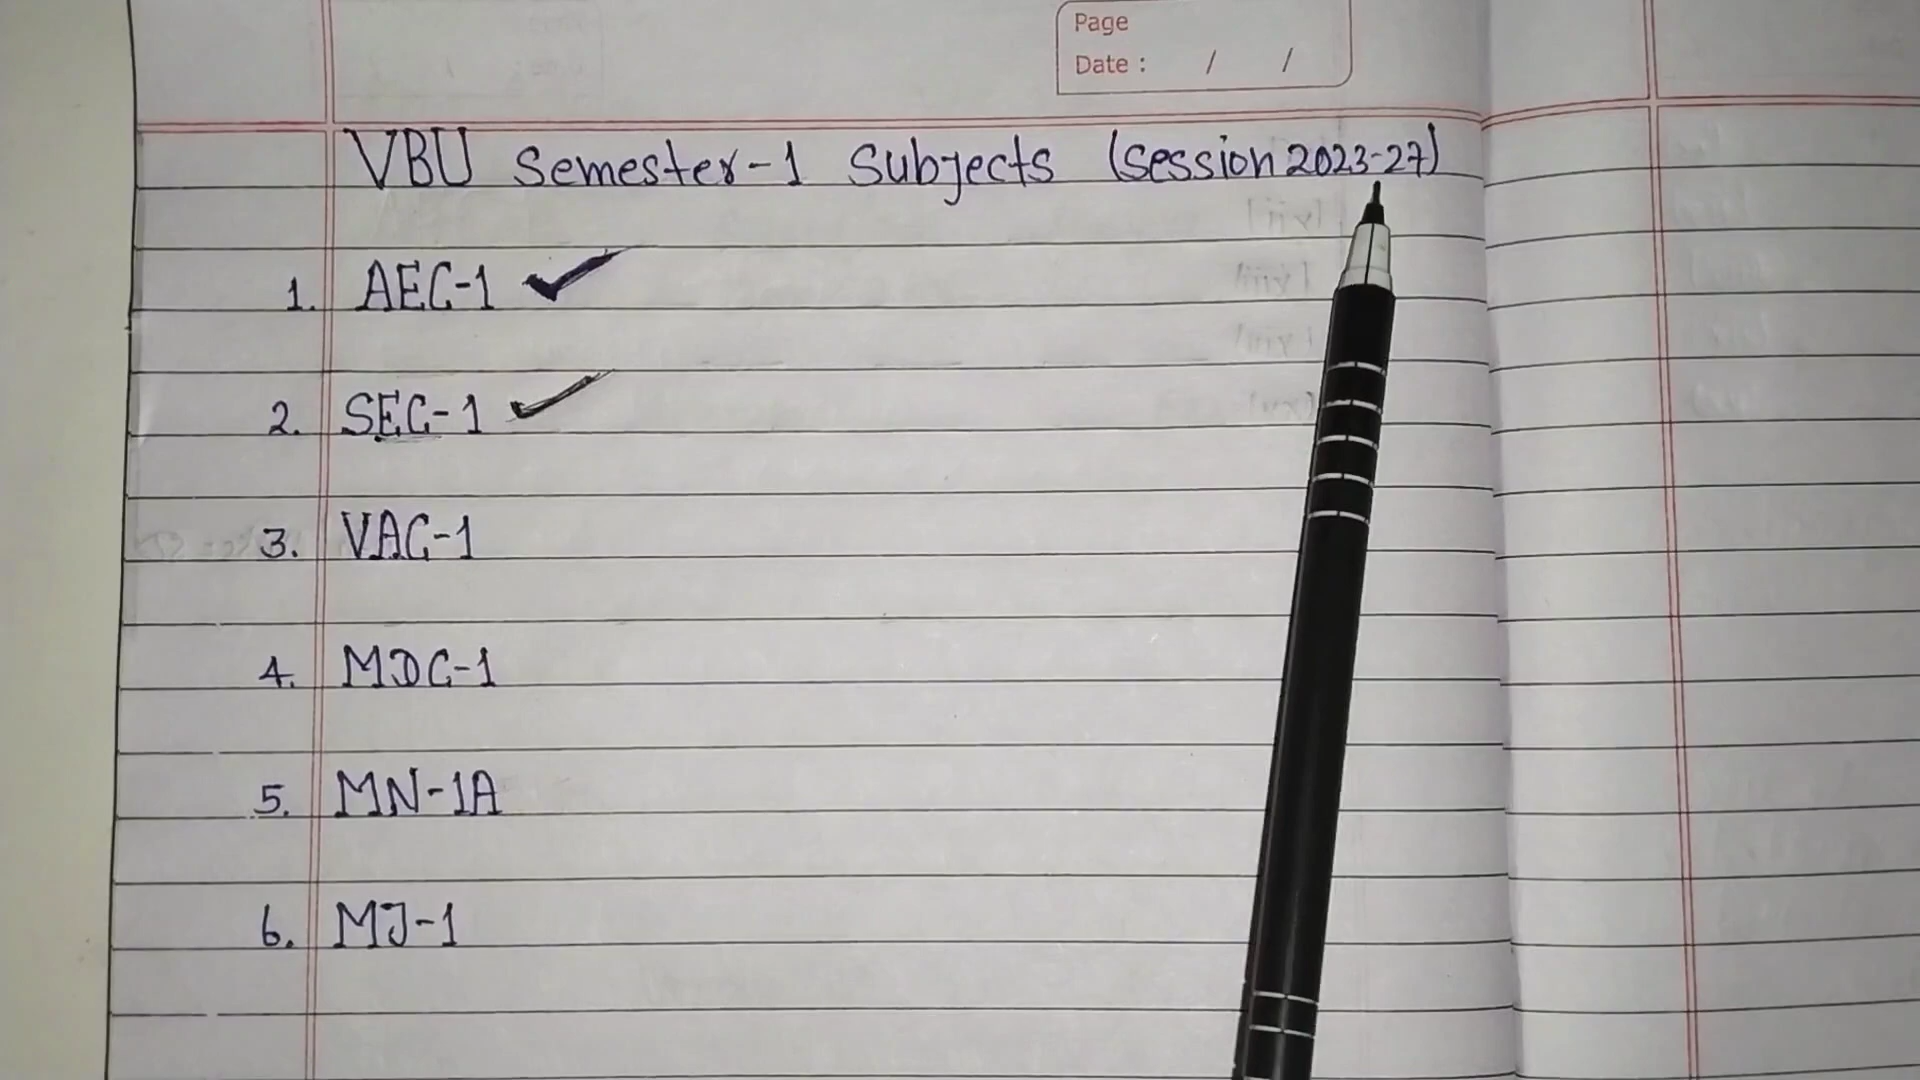 Page
Date : / /
VBU Semester-1 Subjects (Session 2023-27)
1. AEC-1 ✓
2. SEC-1 ✓
3. VAC-1
4. MDC-1
5. MN-1A
6. MJ-1